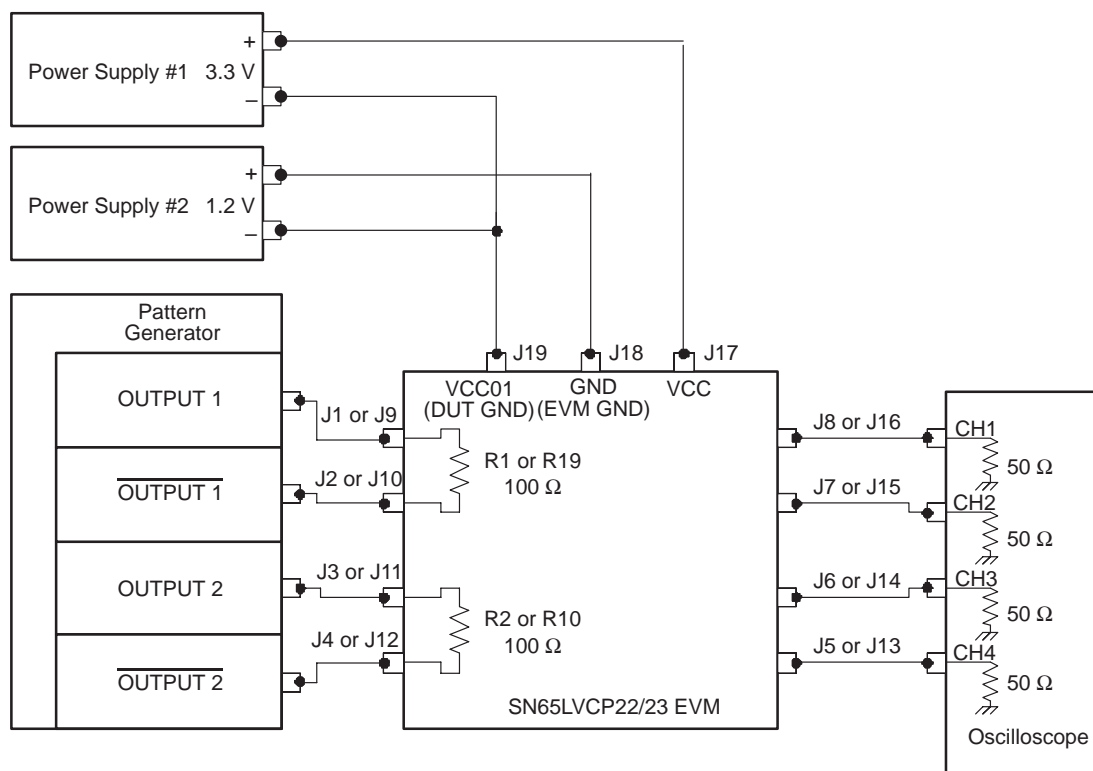 +
Power Supply #1 3.3 V
–
+
Power Supply #2 1.2 V
–
Pattern
Generator
OUTPUT 1
OUTPUT 1
OUTPUT 2
OUTPUT 2
J1 or J9
J2 or J10
J3 or J11
J4 or J12
J19
J18
J17
VCC01
(DUT GND)
GND
(EVM GND)
VCC
R1 or R19
100 Ω
R2 or R10
100 Ω
SN65LVCP22/23 EVM
J8 or J16
J7 or J15
J6 or J14
J5 or J13
CH1
50 Ω
CH2
50 Ω
CH3
50 Ω
CH4
50 Ω
Oscilloscope